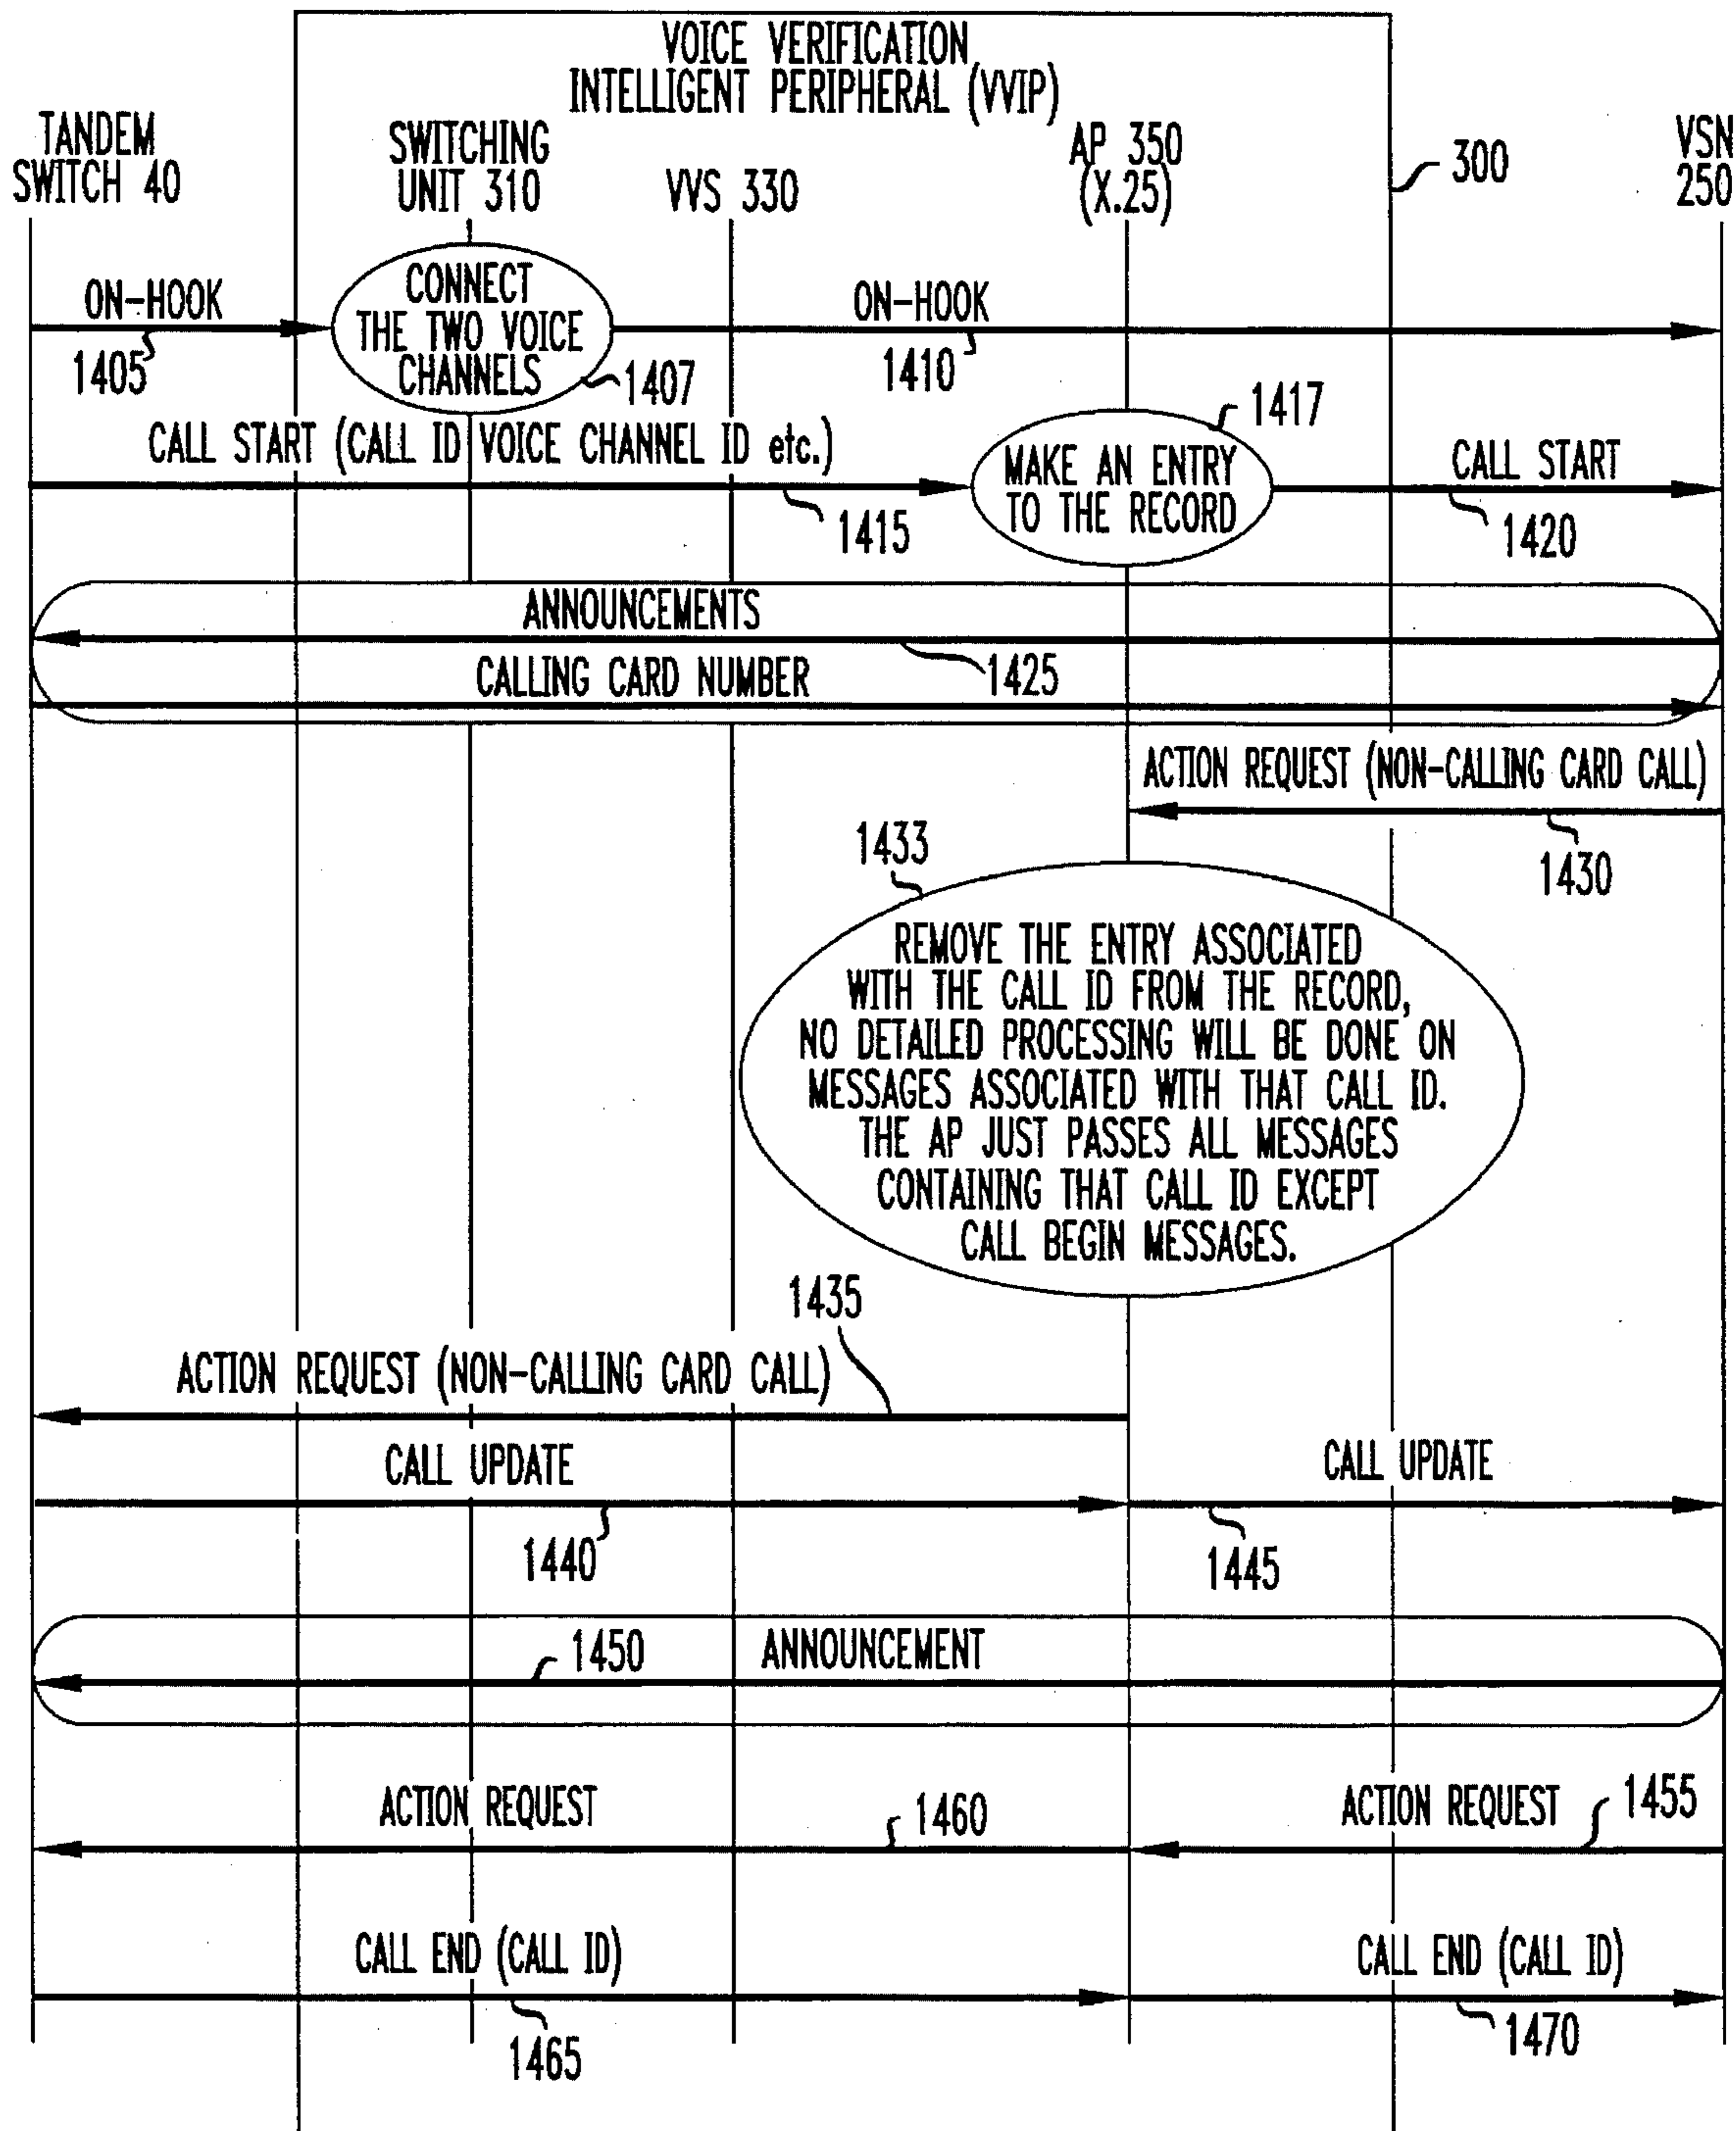 VOICE VERIFICATION
INTELLIGENT PERIPHERAL (VVIP)
TANDEM
SWITCH 40
SWITCHING
UNIT 310
VVS 330
AP 350
(X.25)
300
VSN
250
ON-HOOK
1405
CONNECT
THE TWO VOICE
CHANNELS
1407
ON-HOOK
1410
CALL START (CALL ID VOICE CHANNEL ID etc.)
1415
1417
MAKE AN ENTRY
TO THE RECORD
CALL START
1420
ANNOUNCEMENTS
1425
CALLING CARD NUMBER
ACTION REQUEST (NON-CALLING CARD CALL)
1430
1433
REMOVE THE ENTRY ASSOCIATED
WITH THE CALL ID FROM THE RECORD,
NO DETAILED PROCESSING WILL BE DONE ON
MESSAGES ASSOCIATED WITH THAT CALL ID.
THE AP JUST PASSES ALL MESSAGES
CONTAINING THAT CALL ID EXCEPT
CALL BEGIN MESSAGES.
1435
ACTION REQUEST (NON-CALLING CARD CALL)
CALL UPDATE
1440
CALL UPDATE
1445
1450
ANNOUNCEMENT
ACTION REQUEST
1460
ACTION REQUEST
1455
CALL END (CALL ID)
1465
CALL END (CALL ID)
1470